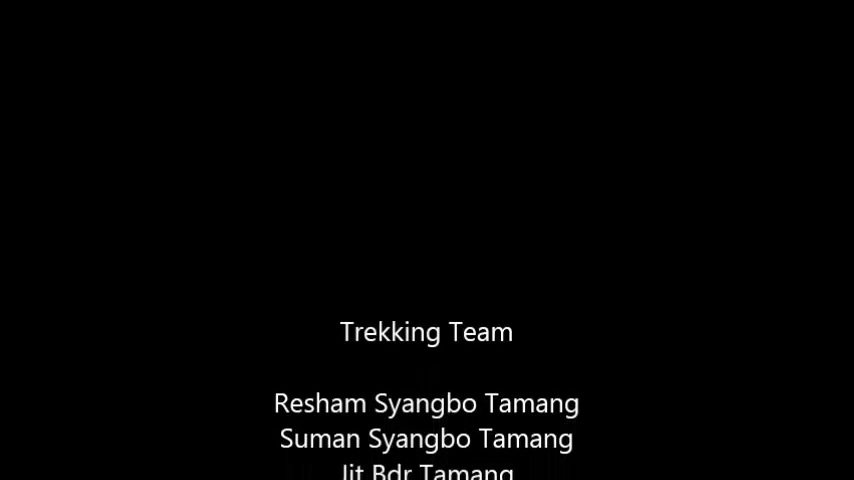 Trekking Team
Resham Syangbo Tamang
Suman Syangbo Tamang
Jit Bdr Tamang